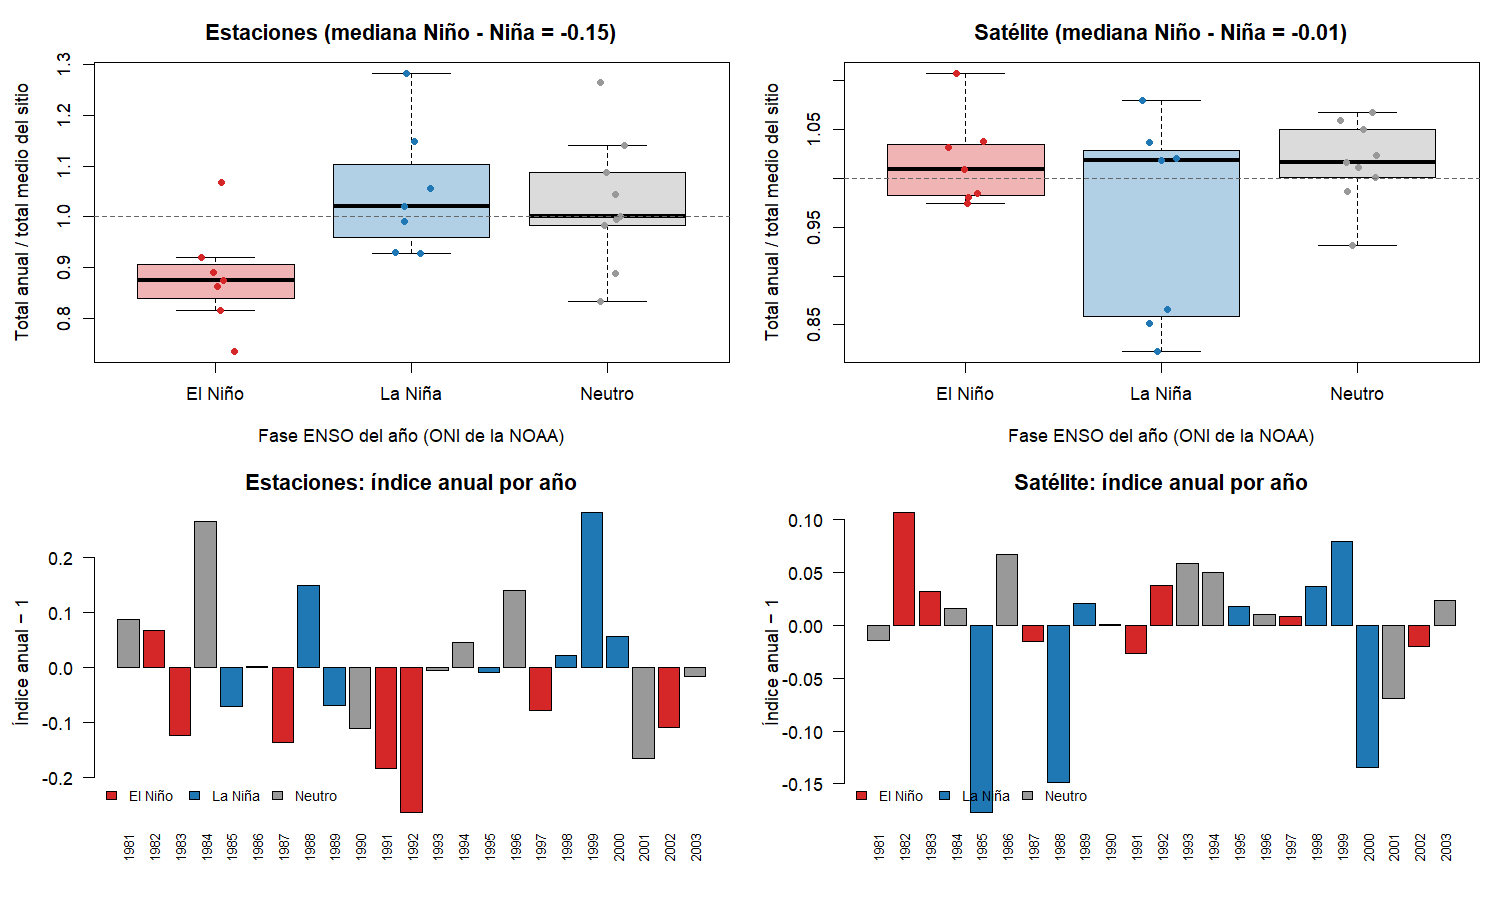 Estaciones (mediana Niño - Niña = -0.15)
Total anual / total medio del sitio
1.3
1.2
1.1
1.0
0.9
0.8
El Niño
La Niña
Neutro
Fase ENSO del año (ONI de la NOAA)
Satélite (mediana Niño - Niña = -0.01)
Total anual / total medio del sitio
1.05
0.95
0.85
El Niño
La Niña
Neutro
Fase ENSO del año (ONI de la NOAA)
Estaciones: índice anual por año
Índice anual − 1
0.2
0.1
0.0
-0.1
-0.2
El Niño
La Niña
Neutro
1981 1982 1983 1984 1985 1986 1987 1988 1989 1990 1991 1992 1993 1994 1995 1996 1997 1998 1999 2000 2001 2002 2003
Satélite: índice anual por año
Índice anual − 1
0.10
0.05
0.00
-0.05
-0.10
-0.15
El Niño
La Niña
Neutro
1981 1982 1983 1984 1985 1986 1987 1988 1989 1990 1991 1992 1993 1994 1995 1996 1997 1998 1999 2000 2001 2002 2003